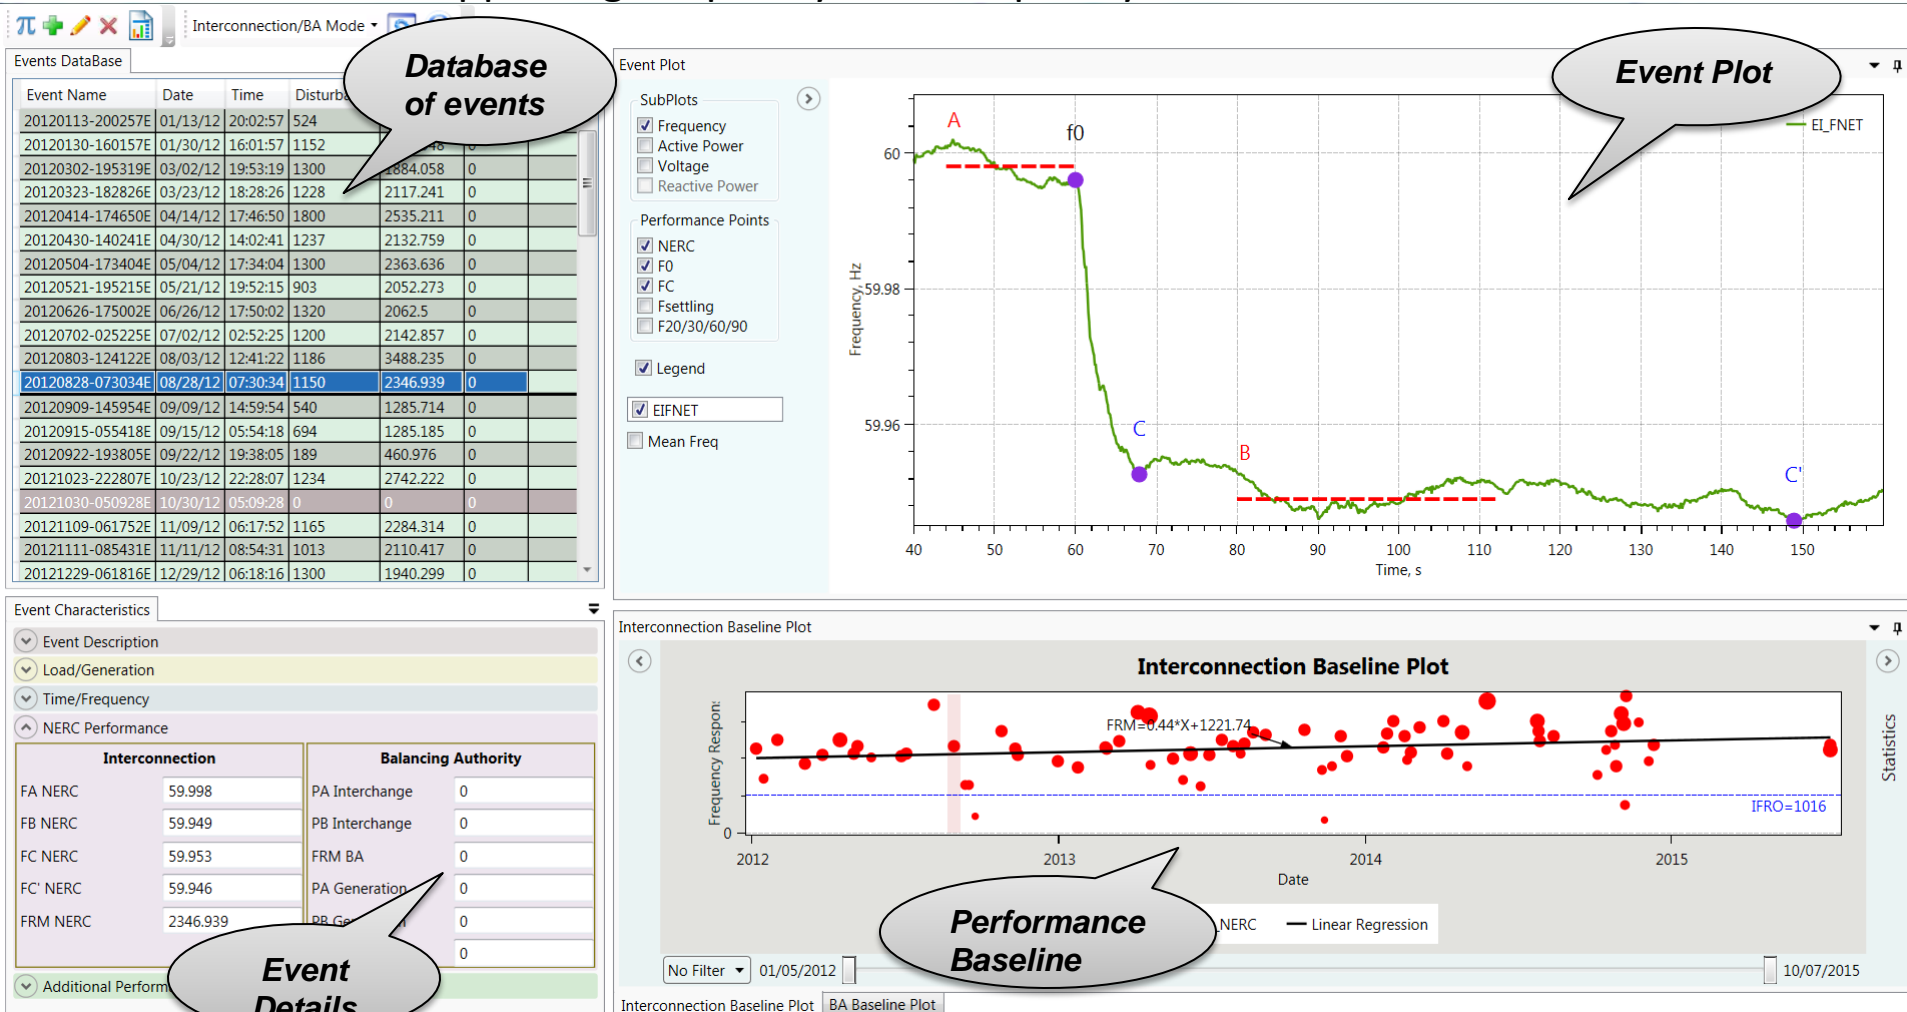 Interconnection/BA Mode
Events DataBase
Database
of events
Event Name Date Time
20120113-200257E 01/13/12 20:02:57 524
20120130-160157E 01/30/12 16:01:57 1152 0
20120302-195319E 03/02/12 19:53:19 1300 1884.058 0
20120323-182826E 03/23/12 18:28:26 1228 2117.241 0
20120414-174650E 04/14/12 17:46:50 1800 2535.211 0
20120430-140241E 04/30/12 14:02:41 1237 2132.759 0
20120504-173404E 05/04/12 17:34:04 1300 2363.636 0
20120521-195215E 05/21/12 19:52:15 903 2052.273 0
20120626-175002E 06/26/12 17:50:02 1320 2062.5 0
20120702-025225E 07/02/12 02:52:25 1200 2142.857 0
20120803-124122E 08/03/12 12:41:22 1186 3488.235 0
20120828-073034E 08/28/12 07:30:34 1150 2346.939 0
20120909-145954E 09/09/12 14:59:54 540 1285.714 0
20120915-055418E 09/15/12 05:54:18 694 1285.185 0
20120922-193805E 09/22/12 19:38:05 189 460.976 0
20121023-222807E 10/23/12 22:28:07 1234 2742.222 0
20121030-050928E 10/30/12 05:09:28 0 0 0
20121109-061752E 11/09/12 06:17:52 1165 2284.314 0
20121111-085431E 11/11/12 08:54:31 1013 2110.417 0
20121229-061816E 12/29/12 06:18:16 1300 1940.299 0
Event Plot
Event Plot
SubPlots
Frequency
Active Power
Voltage
Reactive Power
Performance Points
NERC
F0
FC
Fsettling
F20/30/60/90
Legend
EIFNET
Mean Freq
A
f0
EI_FNET
60
59.98
59.96
Frequency, Hz
C
B
C'
40 50 60 70 80 90 100 110 120 130 140 150
Time, s
Event Characteristics
Event Description
Load/Generation
Time/Frequency
NERC Performance
Interconnection Balancing Authority
FA NERC 59.998 PA Interchange 0
FB NERC 59.949 PB Interchange 0
FC NERC 59.953 FRM BA 0
FC' NERC 59.946 PA Generation 0
FRM NERC 2346.939 0
0
Event
Details
Interconnection Baseline Plot
Interconnection Baseline Plot
Frequency
FRM=0.44*X+1221.74
IFRO=1016
0
2012 2013 2014 2015
Date
Statistics
Performance
Baseline
_NERC Linear Regression
No Filter 01/05/2012 10/07/2015
Interconnection Baseline Plot BA Baseline Plot